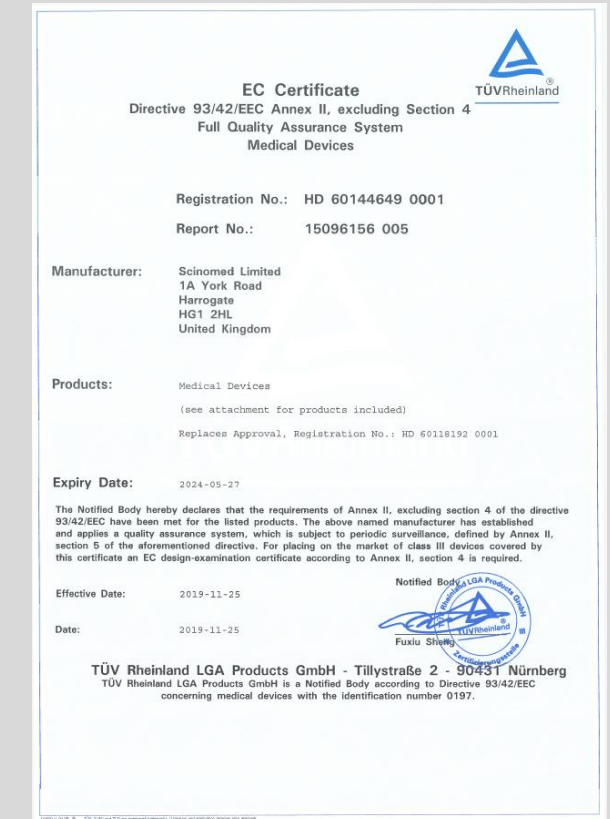 TÜVRheinland
®
EC Certificate
Directive 93/42/EEC Annex II, excluding Section 4
Full Quality Assurance System
Medical Devices
Registration No.: HD 60144649 0001
Report No.: 15096156 005
Manufacturer: Scinomed Limited
1A York Road
Harrogate
HG1 2HL
United Kingdom
Products: Medical Devices
(see attachment for products included)
Replaces Approval, Registration No.: HD 60118192 0001
Expiry Date: 2024-05-27
The Notified Body hereby declares that the requirements of Annex II, excluding section 4 of the directive
93/42/EEC have been met for the listed products. The above named manufacturer has established
and applies a quality assurance system, which is subject to periodic surveillance, defined by Annex II,
section 5 of the aforementioned directive. For placing on the market of class III devices covered by
this certificate an EC design-examination certificate according to Annex II, section 4 is required.
Notified Body
Effective Date: 2019-11-25
Date: 2019-11-25
TÜV Rheinland LGA Products GmbH
TÜVRheinland
Zertifizierungsstelle
Fuxiu Sheng
TÜV Rheinland LGA Products GmbH - Tillystraße 2 - 90431 Nürnberg
TÜV Rheinland LGA Products GmbH is a Notified Body according to Directive 93/42/EEC
concerning medical devices with the identification number 0197.